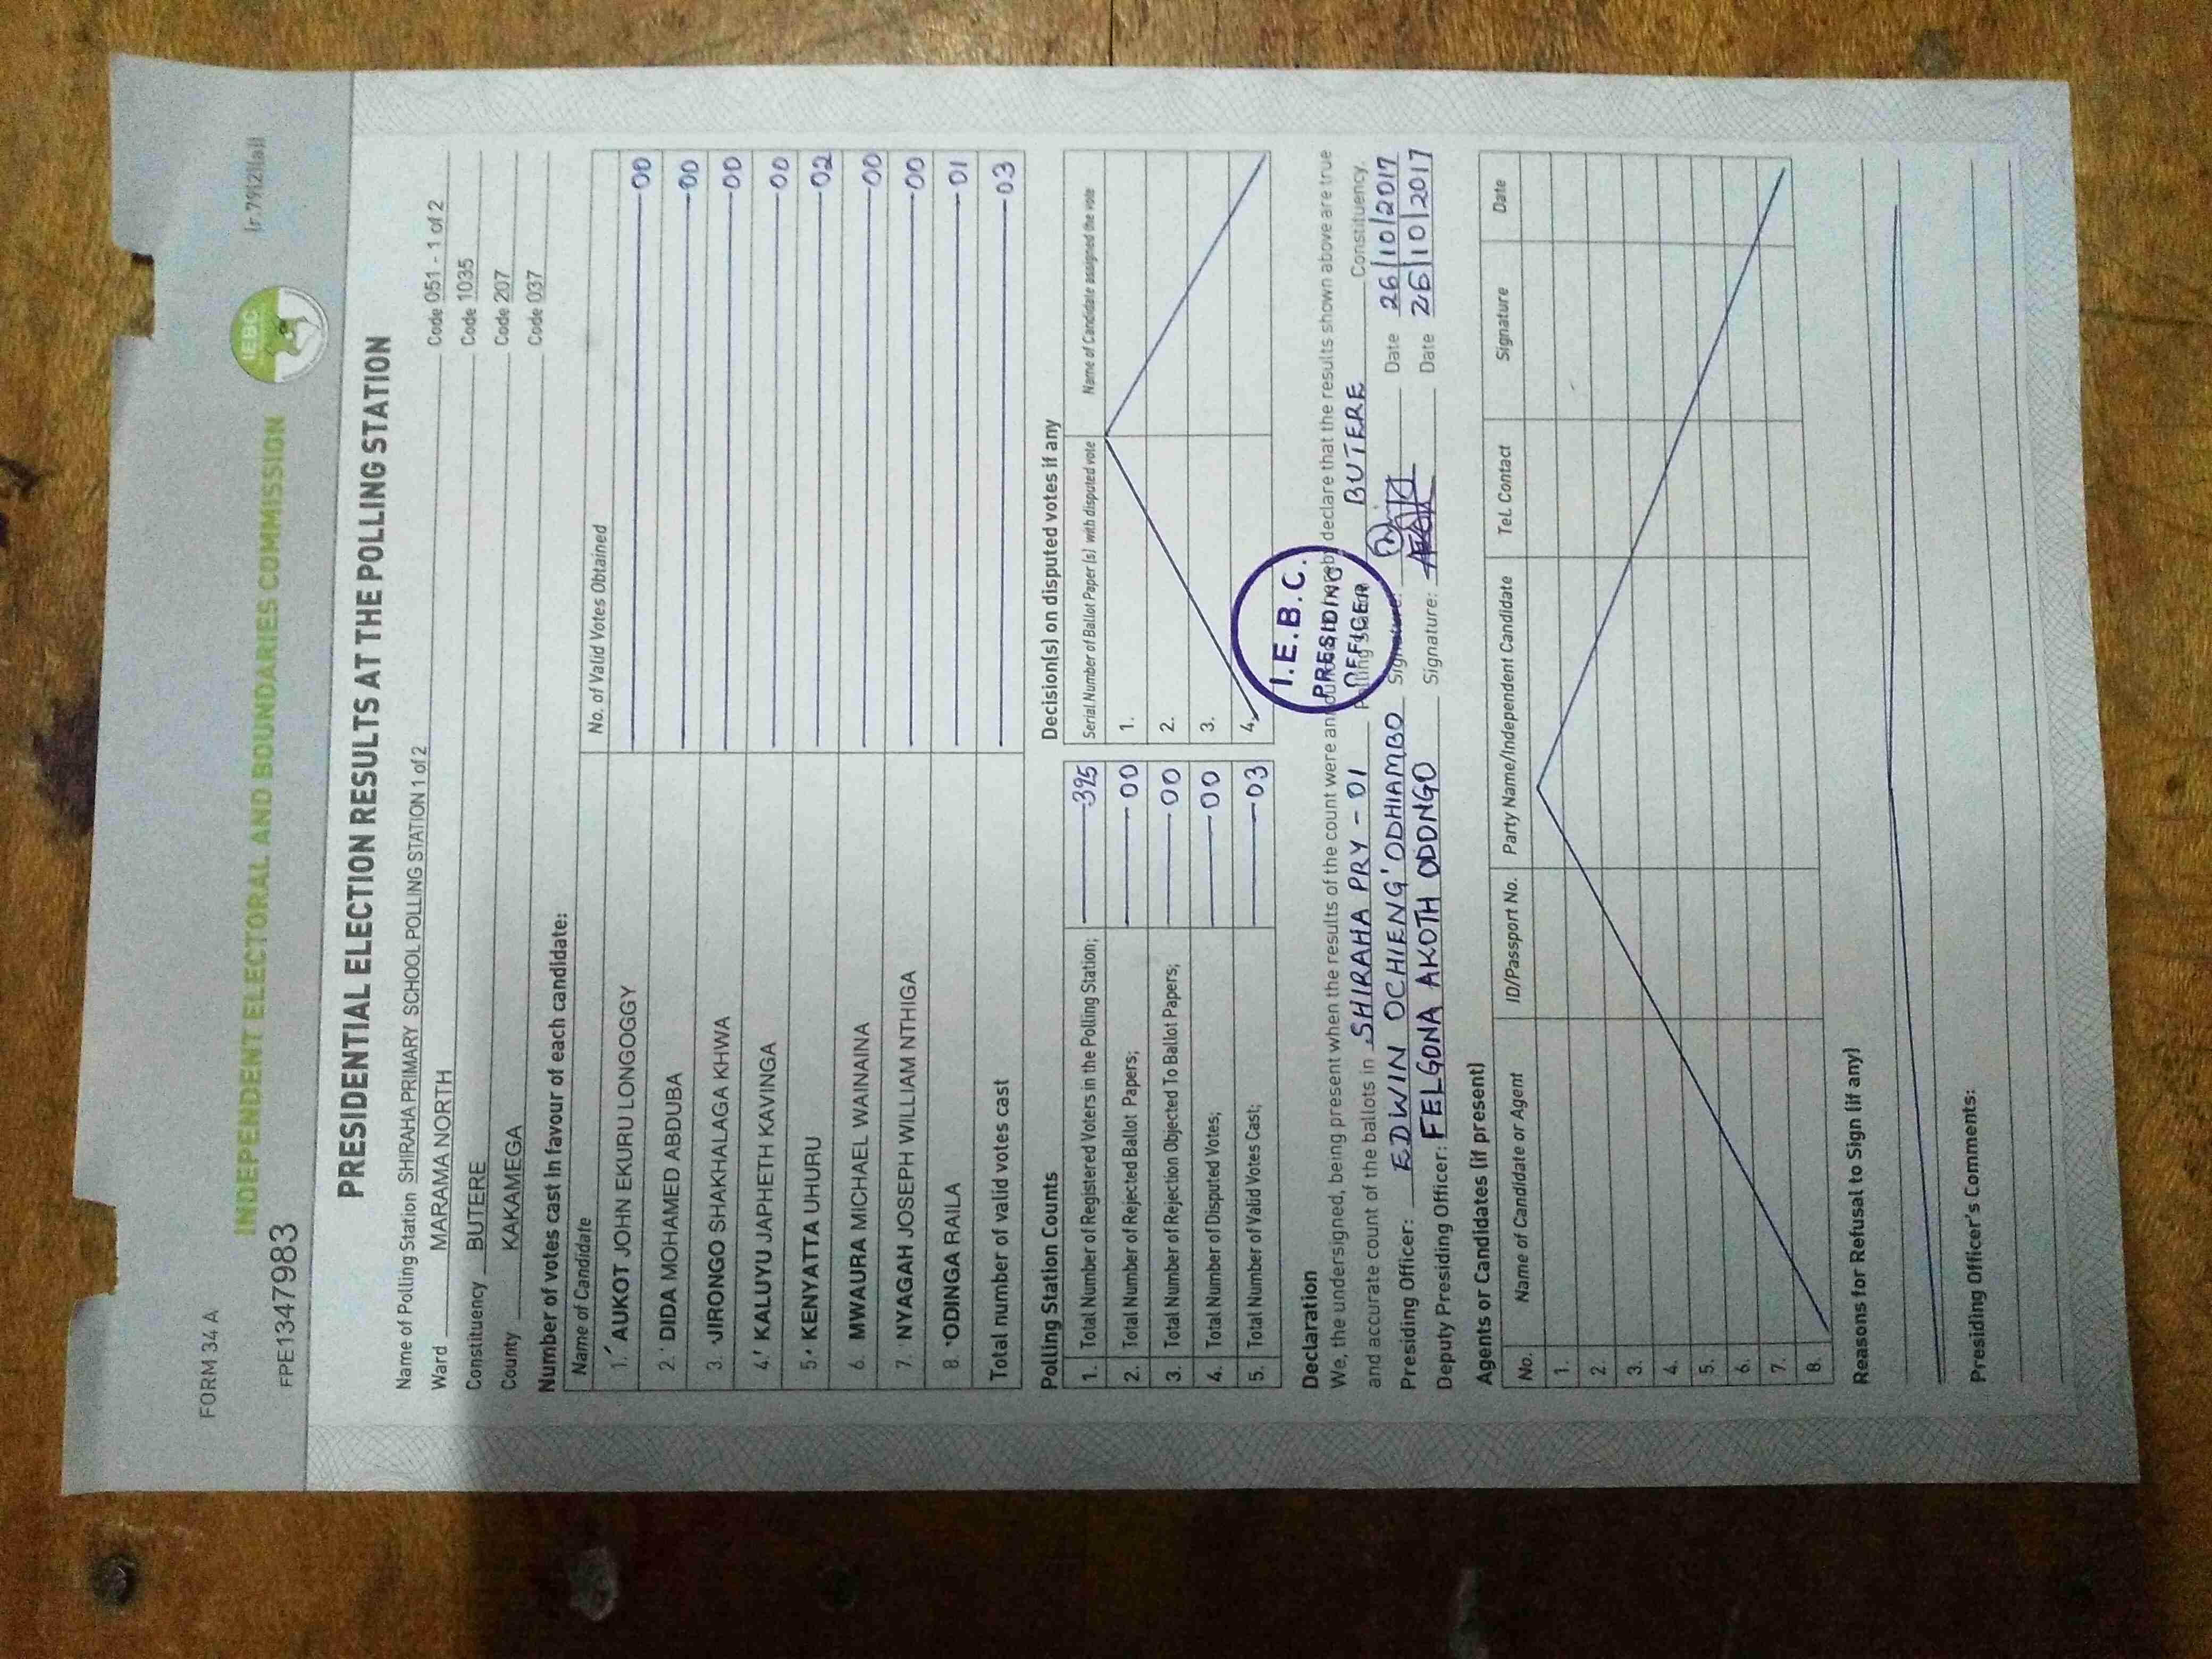 FORM 34 A
(r.79(2)(a))
INDEPENDENT ELECTORAL AND BOUNDARIES COMMISSION
IEBC
FPE1347983
PRESIDENTIAL ELECTION RESULTS AT THE POLLING STATION
Name of Polling Station SHIRAHA PRIMARY SCHOOL POLLING STATION 1 of 2 Code 051 - 1 of 2
Ward MARAMA NORTH Code 1035
Constituency BUTERE Code 207
County KAKAMEGA Code 037
Number of votes cast in favour of each candidate:
Name of Candidate No. of Valid Votes Obtained
1. AUKOT JOHN EKURU LONGOGGY 00
2. DIDA MOHAMED ABDUBA 00
3. JIRONGO SHAKHALAGA KHWA 00
4. KALUYU JAPHETH KAVINGA 00
5. KENYATTA UHURU 02
6. MWAURA MICHAEL WAINAINA 00
7. NYAGAH JOSEPH WILLIAM NTHIGA 00
8. ODINGA RAILA 01
Total number of valid votes cast 03
Polling Station Counts
1. Total Number of Registered Voters in the Polling Station; 395
2. Total Number of Rejected Ballot Papers; 00
3. Total Number of Rejection Objected To Ballot Papers; 00
4. Total Number of Disputed Votes; 00
5. Total Number of Valid Votes Cast; 03
Decision(s) on disputed votes if any
Serial Number of Ballot Paper (s) with disputed vote Name of Candidate assigned the vote
1.
2.
3.
4.
Declaration
We, the undersigned, being present when the results of the count were announced hereby declare that the results shown above are true
and accurate count of the ballots in SHIRAHA PRY - 01 Polling station BUTERE Constituency.
Presiding Officer: EDWIN OCHIENG' ODHIAMBO Signature: Date 26/10/2017
Deputy Presiding Officer: FELGONA AKOTH ODONGO Signature: Date 26/10/2017
I.E.B.C.
PRESIDING
OFFICER
Agents or Candidates (if present)
No. Name of Candidate or Agent ID/Passport No. Party Name/Independent Candidate Tel. Contact Signature Date
1.
2.
3.
4.
5.
6.
7.
8.
Reasons for Refusal to Sign (if any)
Presiding Officer's Comments: